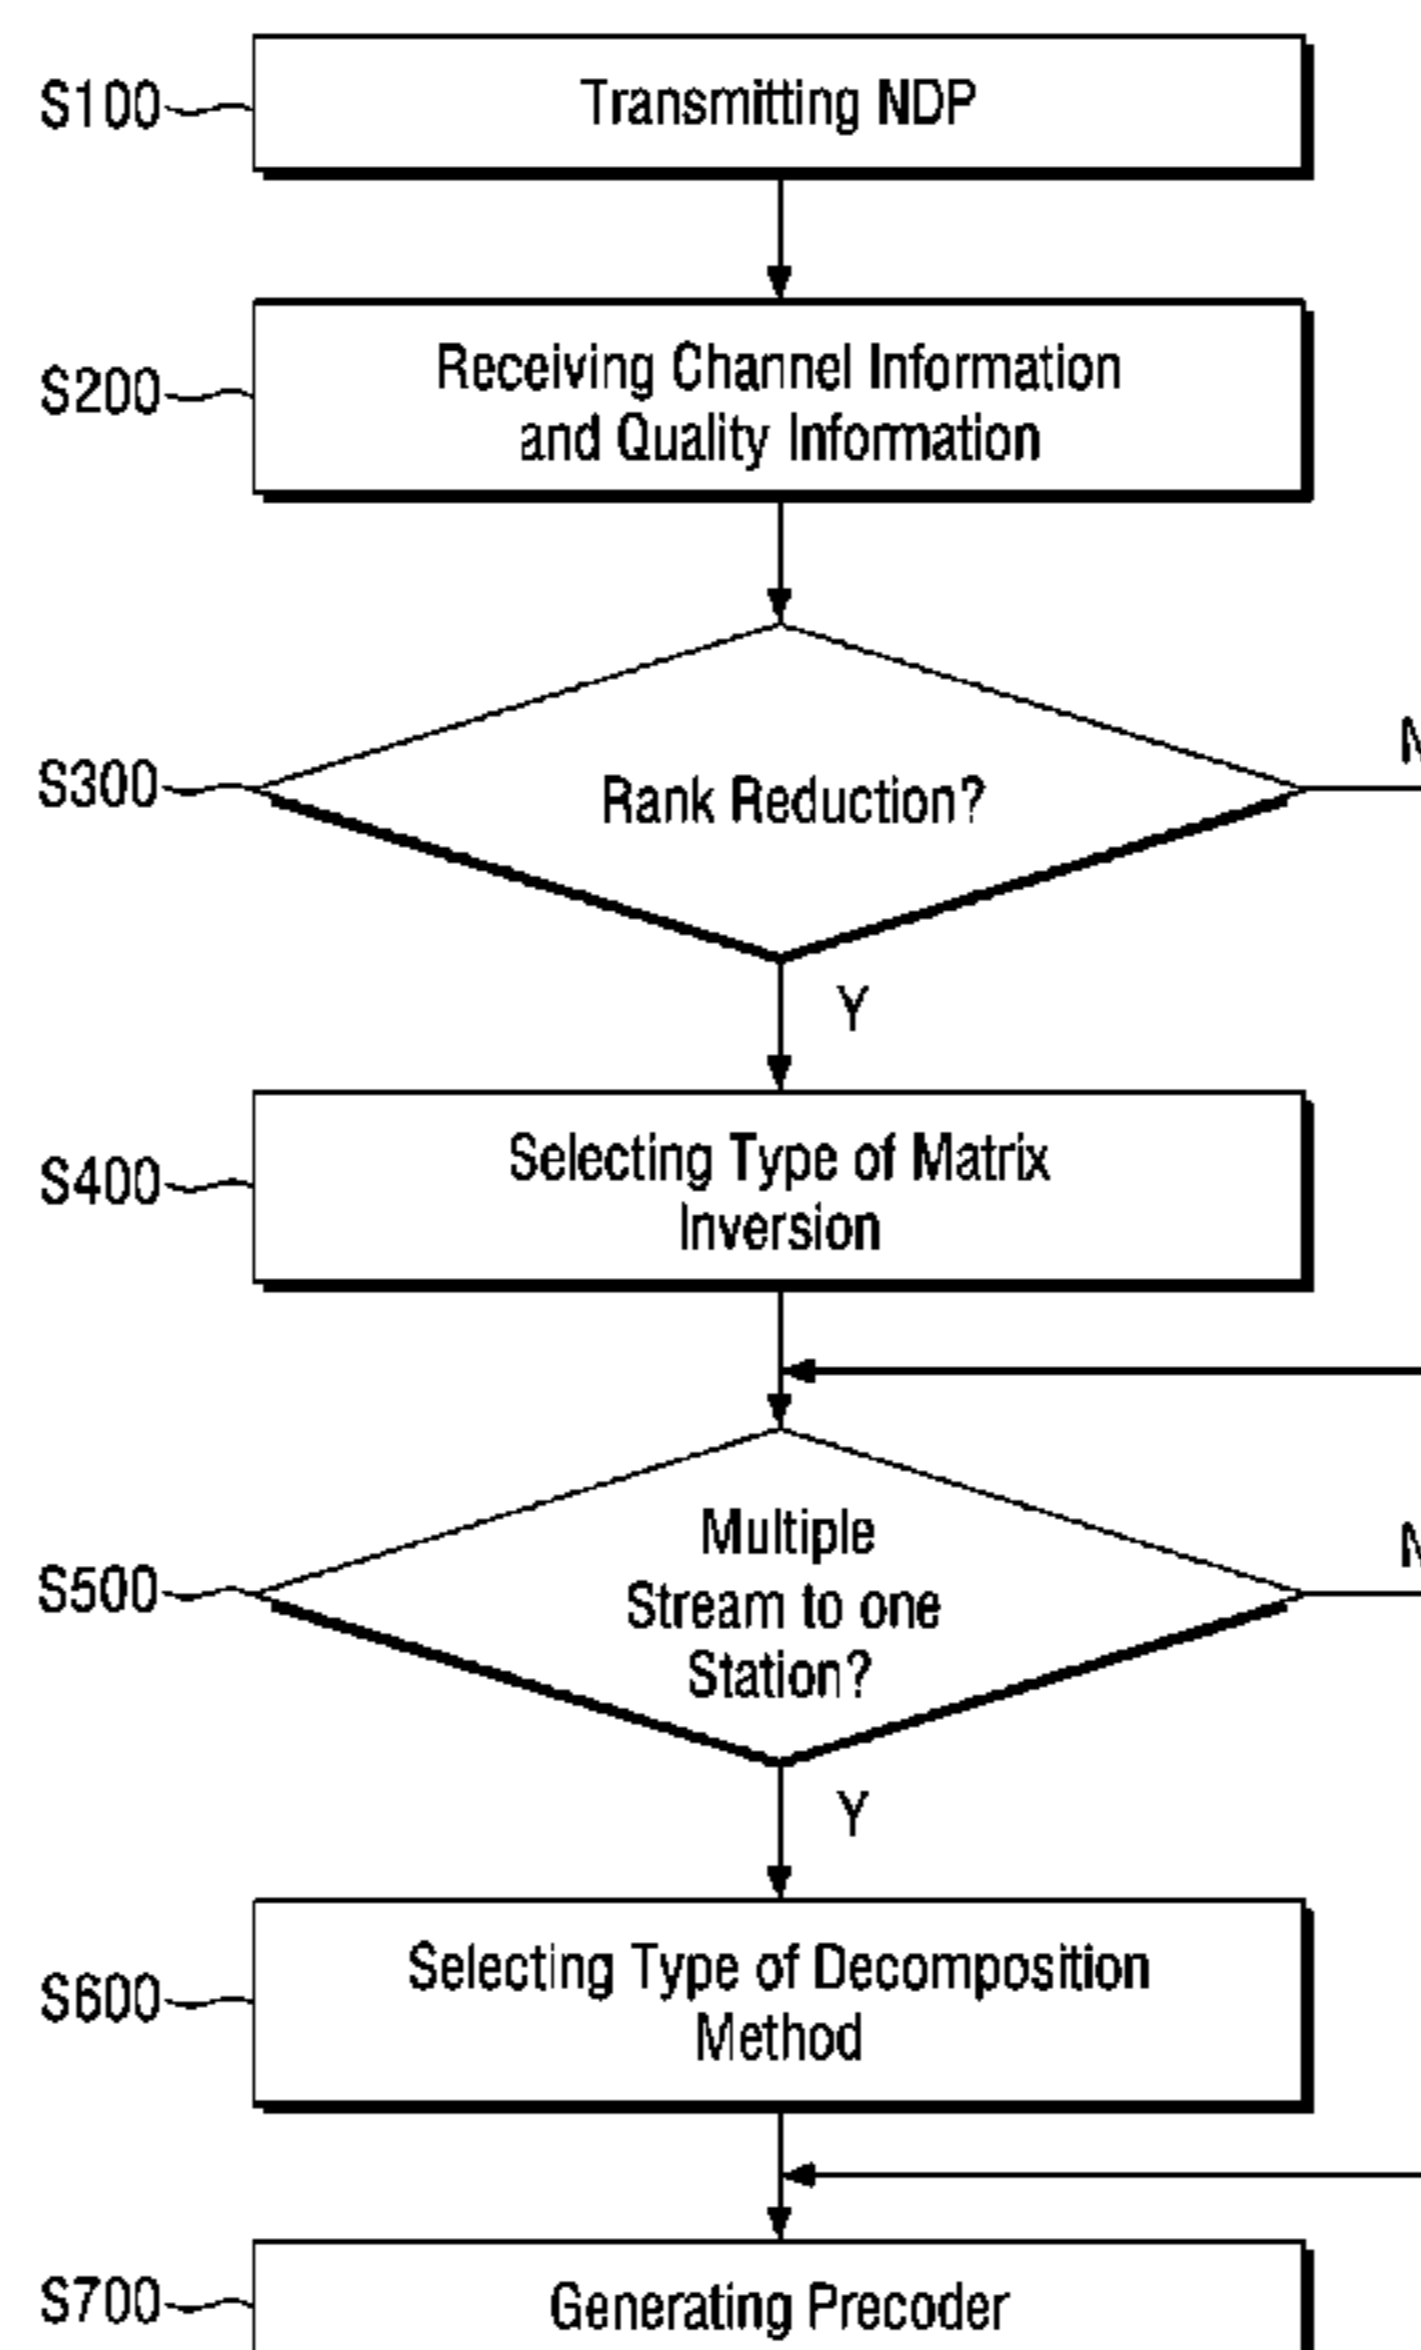 S100
Transmitting NDP
S200
Receiving Channel Information
and Quality Information
S300
Rank Reduction?
N
Y
S400
Selecting Type of Matrix
Inversion
S500
Multiple
Stream to one
Station?
N
Y
S600
Selecting Type of Decomposition
Method
S700
Generating Precoder